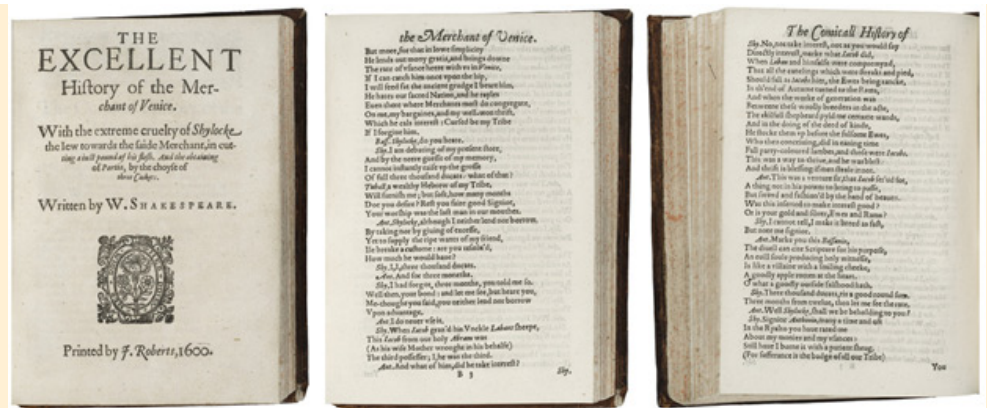 THE
EXCELLENT
History of the Mer-
chant of Venice.
With the extreme cruelty of Shylocke
the Iew towards the saide Merchant, in cut-
ting a iust pound of his flesh. And the obtaining
of Portia, by the choyse of
three Caskets.
Written by W. SHAKESPEARE.
Printed by J. Roberts, 1600.
the Merchant of Venice.
But more, for that in lowe simplicity
He lends out mony gratis, and brings downe
The rate of vsance heere with vs in Venice,
If I can catch him once vpon the hip,
I will feed fat the ancient grudge I beare him,
He hates our sacred Nation, and he rayles
Euen there where Merchants most do congregate,
On me, my bargaines, and my well-won thrift,
Which he cals interest: Cursed be my Tribe
If I forgiue him.
Bass. Shylocke, do you heare.
Shy. I am debating of my present store,
And by the neere guesse of my memory,
I cannot instantly raise vp the grosse
Of full three thousand ducats: what of that?
Tuball, a wealthy Hebrew of my Tribe,
Will furnish me; but soft, how many months
Doe you desire? Rest you faire good Signior,
Your worship was the last man in our mouthes.
Ant. Shylocke, although I neither lend nor borrow
By taking nor by giuing of excesse,
Yet to supply the ripe wants of my friend,
Ile breake a custome: are you resolu'd,
How much he would haue?
Shy. I, I, three thousand ducats.
Ant. And for three months.
Shy. I had forgot, three months, you told me so.
Well then, your bond: and let me see, but heare you,
Me-thought you said, you neither lend nor borrow
Vpon aduantage.
Ant. I do neuer vse it.
Shy. When Iacob graz'd his Vnckle Labans sheepe,
This Iacob from our holy Abram was
(As his wise Mother wrought in his behalfe)
The third possesser; I, he was the third.
Ant. And what of him, did he take interest?
B 3 Shy.
The Comicall History of
Shy. No, not take interest, not as you would say
Directly interest, marke what Iacob did,
When Laban and himselfe were compromyzd,
That all the eanelings which were streakt and pied,
Should fall as Iacobs hire, the Ewes being rancke,
In th'end of Autume turned to the Rams,
And when the worke of generation was
Betweene these woolly breeders in the acte,
The skilfull shepheard pyld me certaine wands,
And in the dooing of the deed of kinde,
He stucke them vp before the fulsome Ewes,
Who then conceiuing, did in eaning time
Fall party-coloured lambes, and those were Iacobs.
This was a way to thriue, and he was blest:
And thrift is blessing if men steale it not.
Ant. This was a venture sir, that Iacob seru'd for,
A thing not in his power to bring to passe,
But swayd and fashion'd by the hand of heauen.
Was this inserted to make interest good?
Or is your gold and siluer, Ewes and Rams?
Shy. I cannot tell, I make it breed as fast,
But note me signior.
Ant. Marke you this Bassanio,
The diuell can cite Scripture for his purpose,
An euill soule producing holy witnesse,
Is like a villaine with a smiling cheeke,
A goodly apple rotten at the heart.
O what a goodly outside falshood hath.
Shy. Three thousand ducats, tis a good round som.
Three months from twelue, then let me see the rate.
Ant. Well Shylocke, shall we be beholding to you?
Shy. Signior Anthonio, many a time and oft
In the Ryalto you haue rated me
About my monies and my vsances:
Still haue I borne it with a patient shrug,
(For sufferance is the badge of all our Tribe)
You